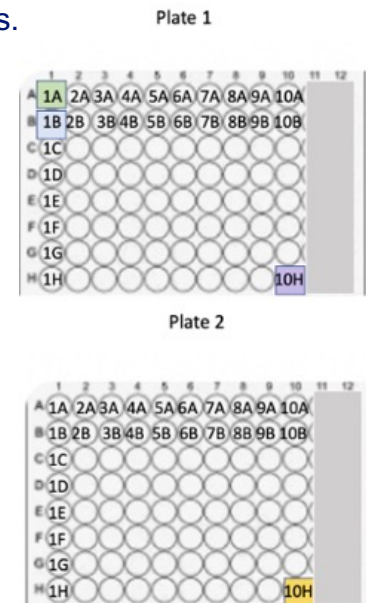 s.
Plate 1
1 2 3 4 5 6 7 8 9 10 11 12
A 1A 2A 3A 4A 5A 6A 7A 8A 9A 10A
B 1B 2B 3B 4B 5B 6B 7B 8B 9B 10B
C 1C
D 1D
E 1E
F 1F
G 1G
H 1H 10H
Plate 2
1 2 3 4 5 6 7 8 9 10 11 12
A 1A 2A 3A 4A 5A 6A 7A 8A 9A 10A
B 1B 2B 3B 4B 5B 6B 7B 8B 9B 10B
C 1C
D 1D
E 1E
F 1F
G 1G
H 1H 10H